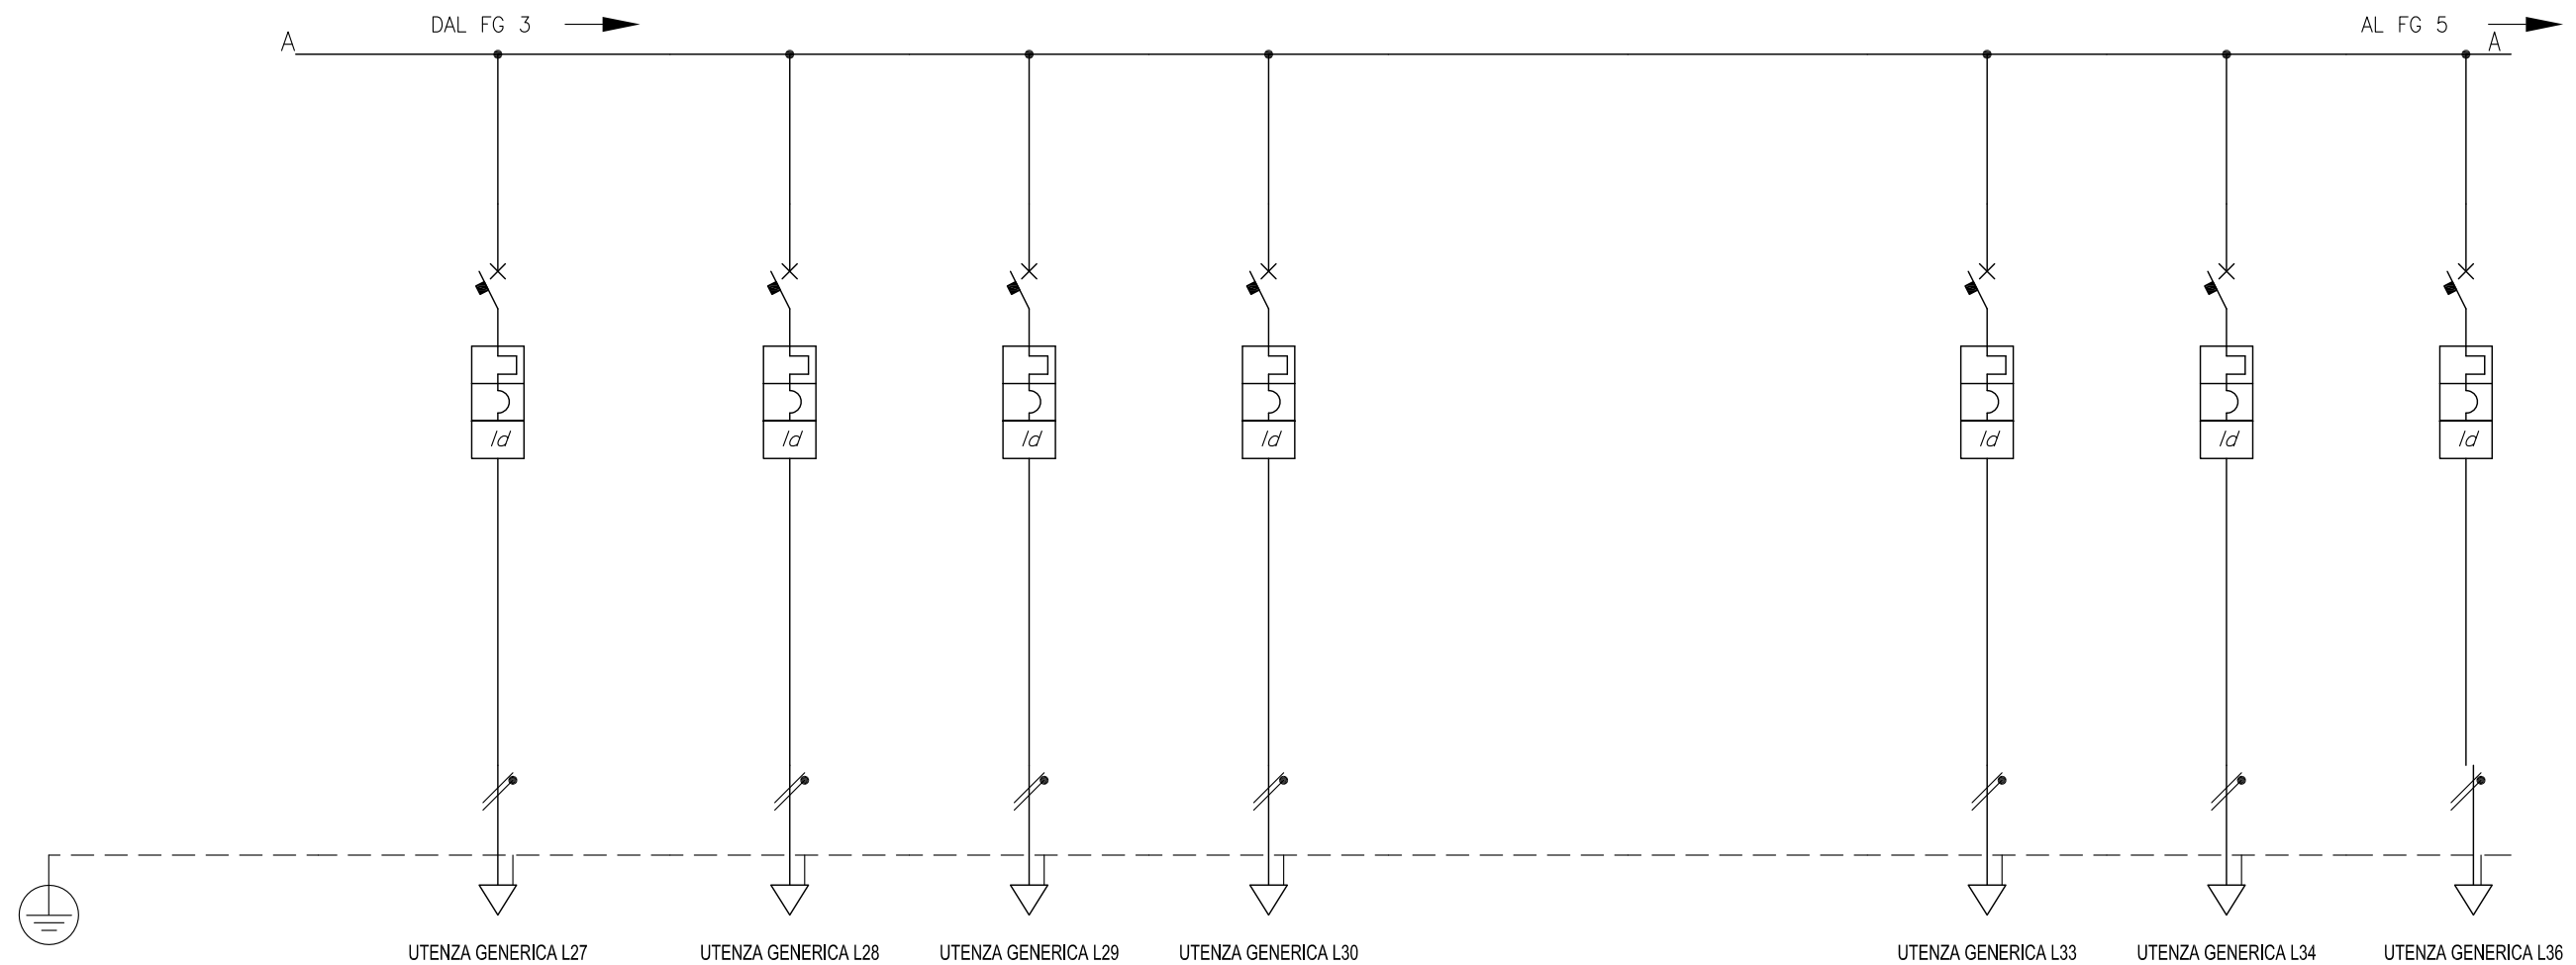 DAL FG 3
AL FG 5
A
A
Id
Id
Id
Id
Id
Id
Id
UTENZA GENERICA L27
UTENZA GENERICA L28
UTENZA GENERICA L29
UTENZA GENERICA L30
UTENZA GENERICA L33
UTENZA GENERICA L34
UTENZA GENERICA L36